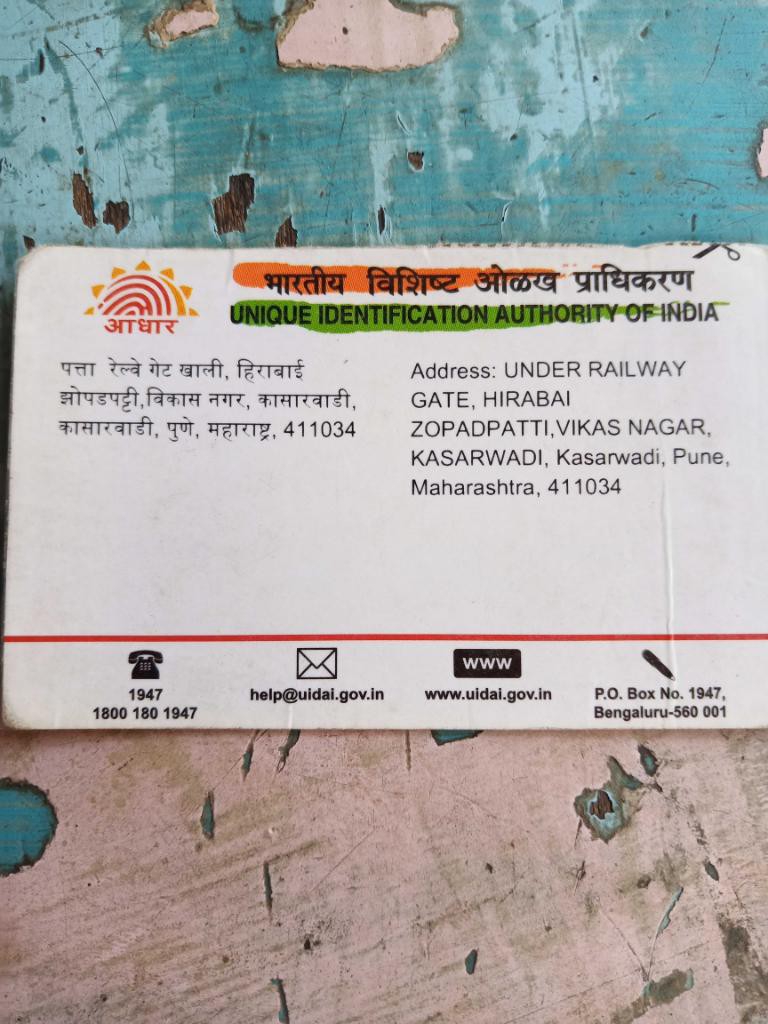 भारतीय विशिष्ट ओळख प्राधिकरण
UNIQUE IDENTIFICATION AUTHORITY OF INDIA
आधार
पत्ता रेल्वे गेट खाली, हिराबाई
झोपडपट्टी,विकास नगर, कासारवाडी,
कासारवाडी, पुणे, महाराष्ट्र, 411034
Address: UNDER RAILWAY
GATE, HIRABAI
ZOPADPATTI,VIKAS NAGAR,
KASARWADI, Kasarwadi, Pune,
Maharashtra, 411034
1947
1800 180 1947
help@uidai.gov.in
www
www.uidai.gov.in
P.O. Box No. 1947,
Bengaluru-560 001